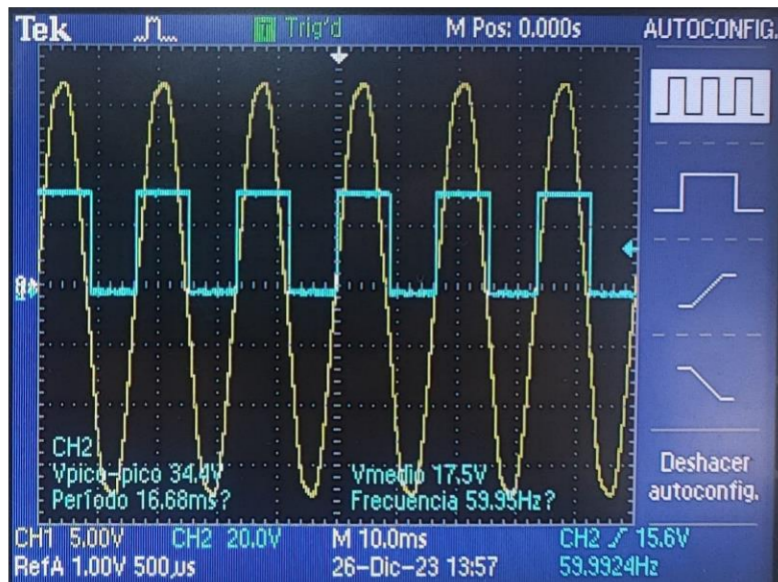 Tek Trig'd M Pos: 0.000s AUTOCONFIG.
CH2
Vpico-pico 34.4V Vmedio 17.5V
Período 16.68ms? Frecuencia 59.95Hz?
Deshacer
autoconfig.
CH1 5.00V CH2 20.0V M 10.0ms CH2 15.6V
RefA 1.00V 500µs 26-Dic-23 13:57 59.9924Hz